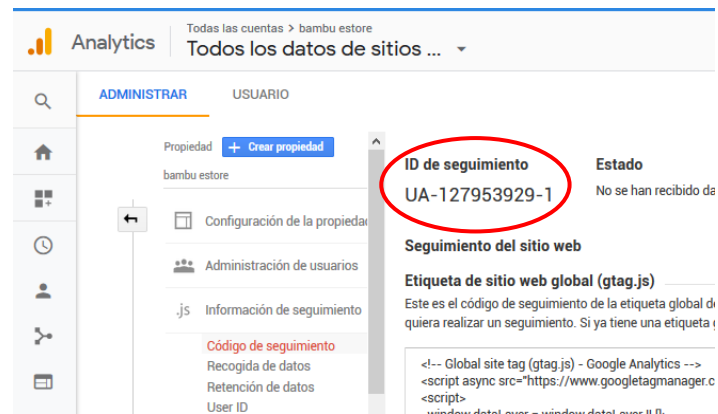 Analytics
Todas las cuentas > bambu estore
Todos los datos de sitios ...
ADMINISTRAR
USUARIO
Propiedad
+ Crear propiedad
bambu estore
Configuración de la propiedad
Administración de usuarios
.js Información de seguimiento
Código de seguimiento
Recogida de datos
Retención de datos
User ID
ID de seguimiento
UA-127953929-1
Estado
No se han recibido da
Seguimiento del sitio web
Etiqueta de sitio web global (gtag.js)
Este es el código de seguimiento de la etiqueta global d
quiera realizar un seguimiento. Si ya tiene una etiqueta
<!-- Global site tag (gtag.js) - Google Analytics -->
<script async src="https://www.googletagmanager.c
<script>
window.dataLayer = window.dataLayer || [];